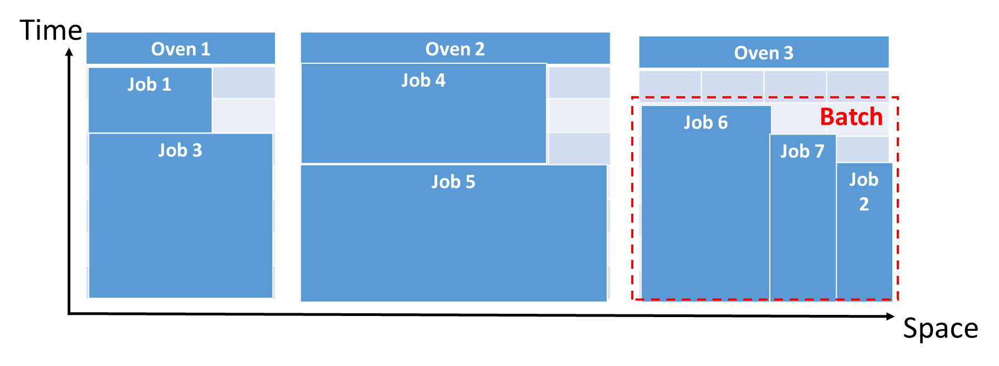 Time
Oven 1
Oven 2
Oven 3
Job 1
Job 3
Job 4
Job 5
Batch
Job 6
Job 7
Job
2
Space